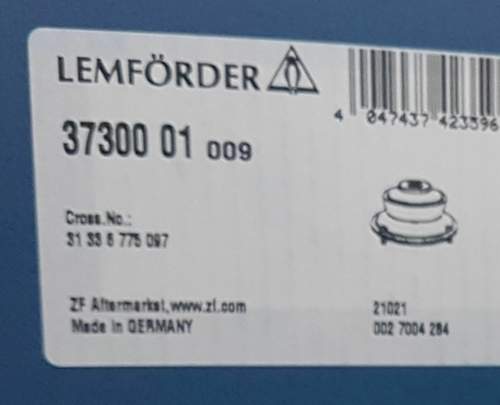 LEMFÖRDER
4 047437 423396
37300 01 009
Cross.No.:
31 33 6 775 097
ZF Aftermarket,www.zf.com
Made in GERMANY
21021
002 7004 284